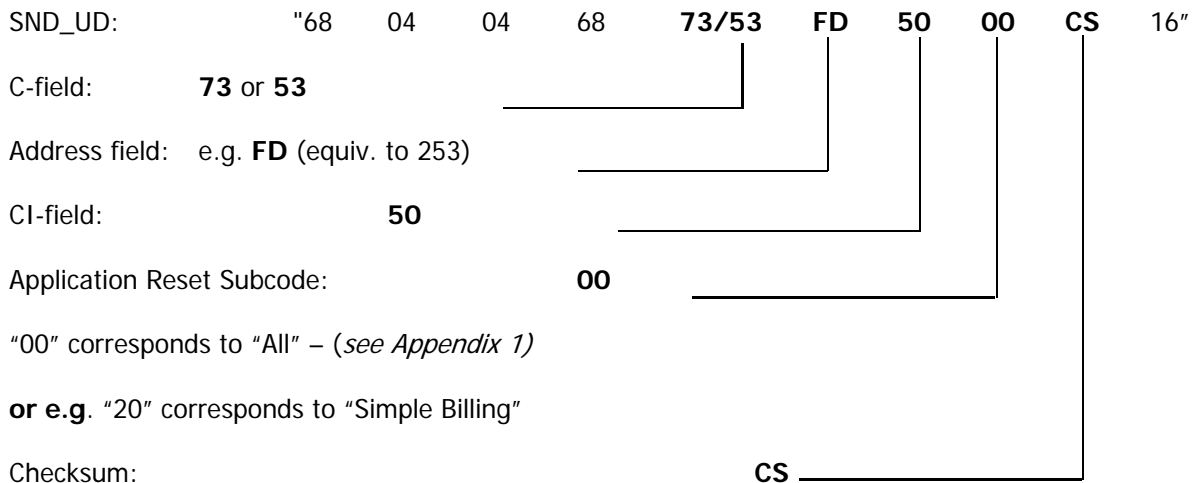 SND_UD: "68 04 04 68 73/53 FD 50 00 CS 16"
C-field: 73 or 53
Address field: e.g. FD (equiv. to 253)
CI-field: 50
Application Reset Subcode: 00
"00" corresponds to "All" – (see Appendix 1)
or e.g. "20" corresponds to "Simple Billing"
Checksum: CS